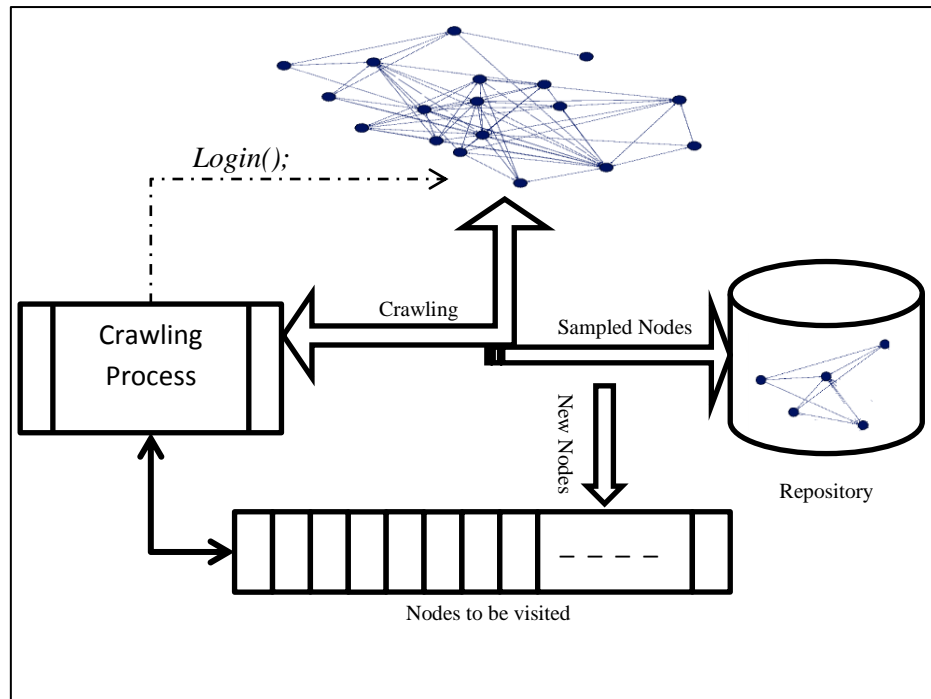 Login();
Crawling
Sampled Nodes
Crawling
Process
New Nodes
Repository
Nodes to be visited